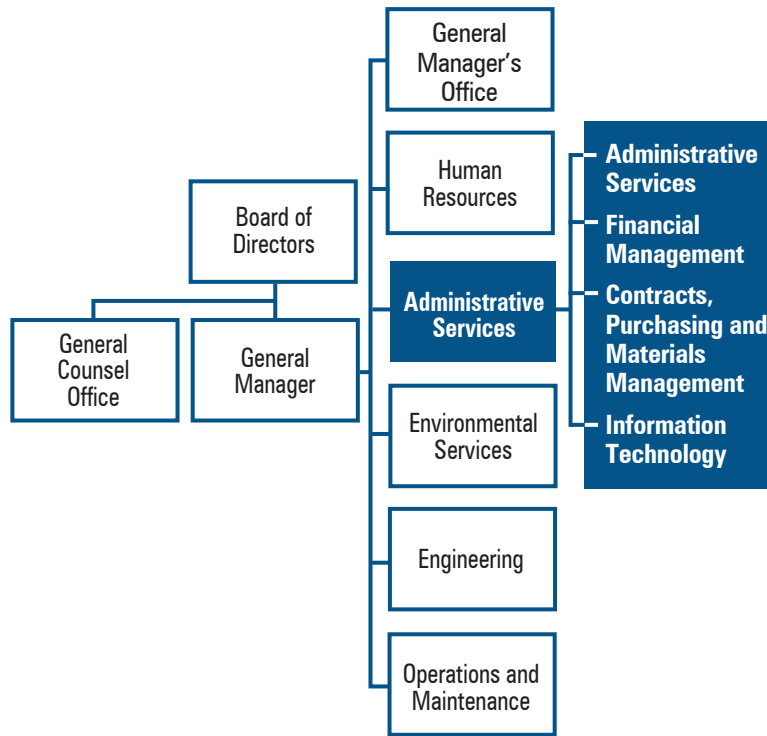 General
Manager's
Office
Human
Resources
Board of
Directors
Administrative
Services
General
Counsel
Office
General
Manager
Environmental
Services
Engineering
Operations and
Maintenance
Administrative
Services
Financial
Management
Contracts,
Purchasing and
Materials
Management
Information
Technology